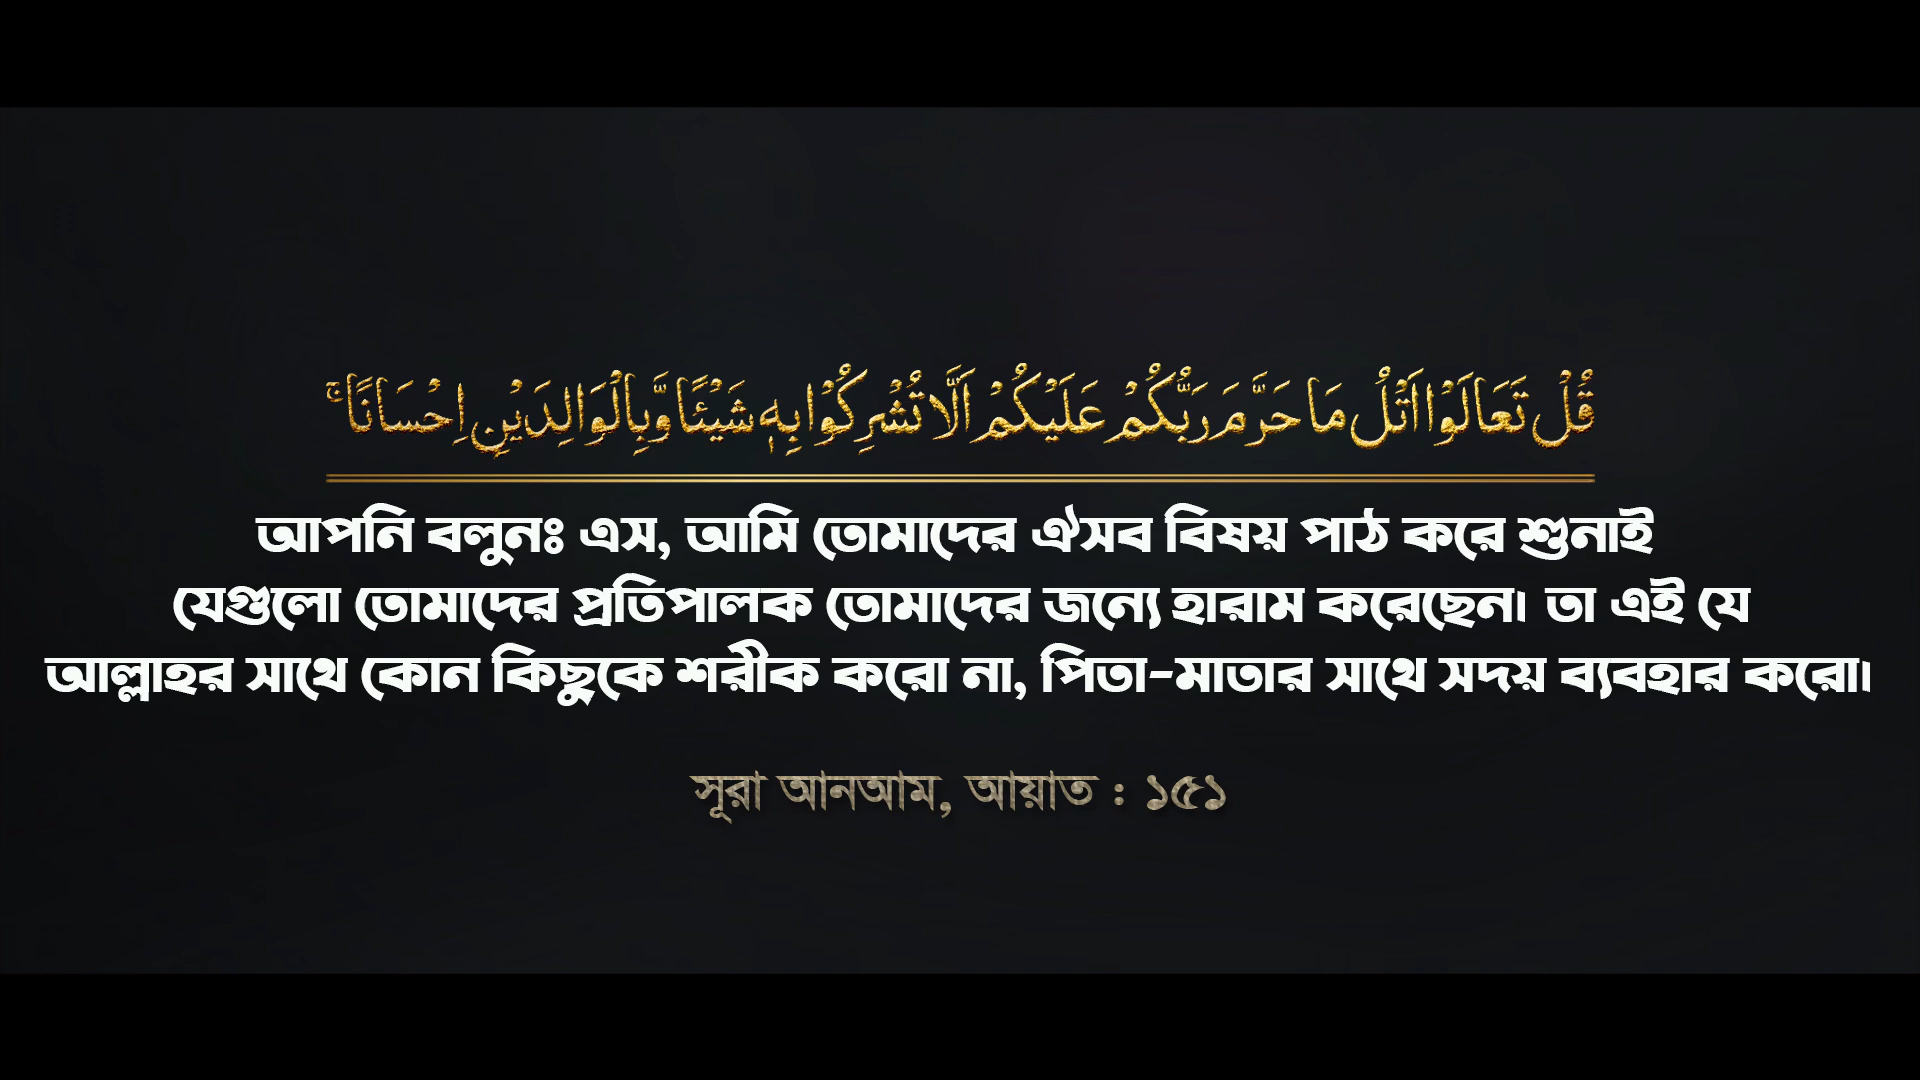 قُلْ تَعَالَوْا اَتْلُ مَا حَرَّمَ رَبُّكُمْ عَلَيْكُمْ اَلَّا تُشْرِكُوْا بِهٖ شَيْـًٔا وَّبِالْوَالِدَيْنِ اِحْسَانًا ۚ
আপনি বলুনঃ এস, আমি তোমাদের ঐসব বিষয় পাঠ করে শুনাই
যেগুলো তোমাদের প্রতিপালক তোমাদের জন্যে হারাম করেছেন। তা এই যে
আল্লাহর সাথে কোন কিছুকে শরীক করো না, পিতা-মাতার সাথে সদয় ব্যবহার করো।
সূরা আনআম, আয়াত : ১৫১